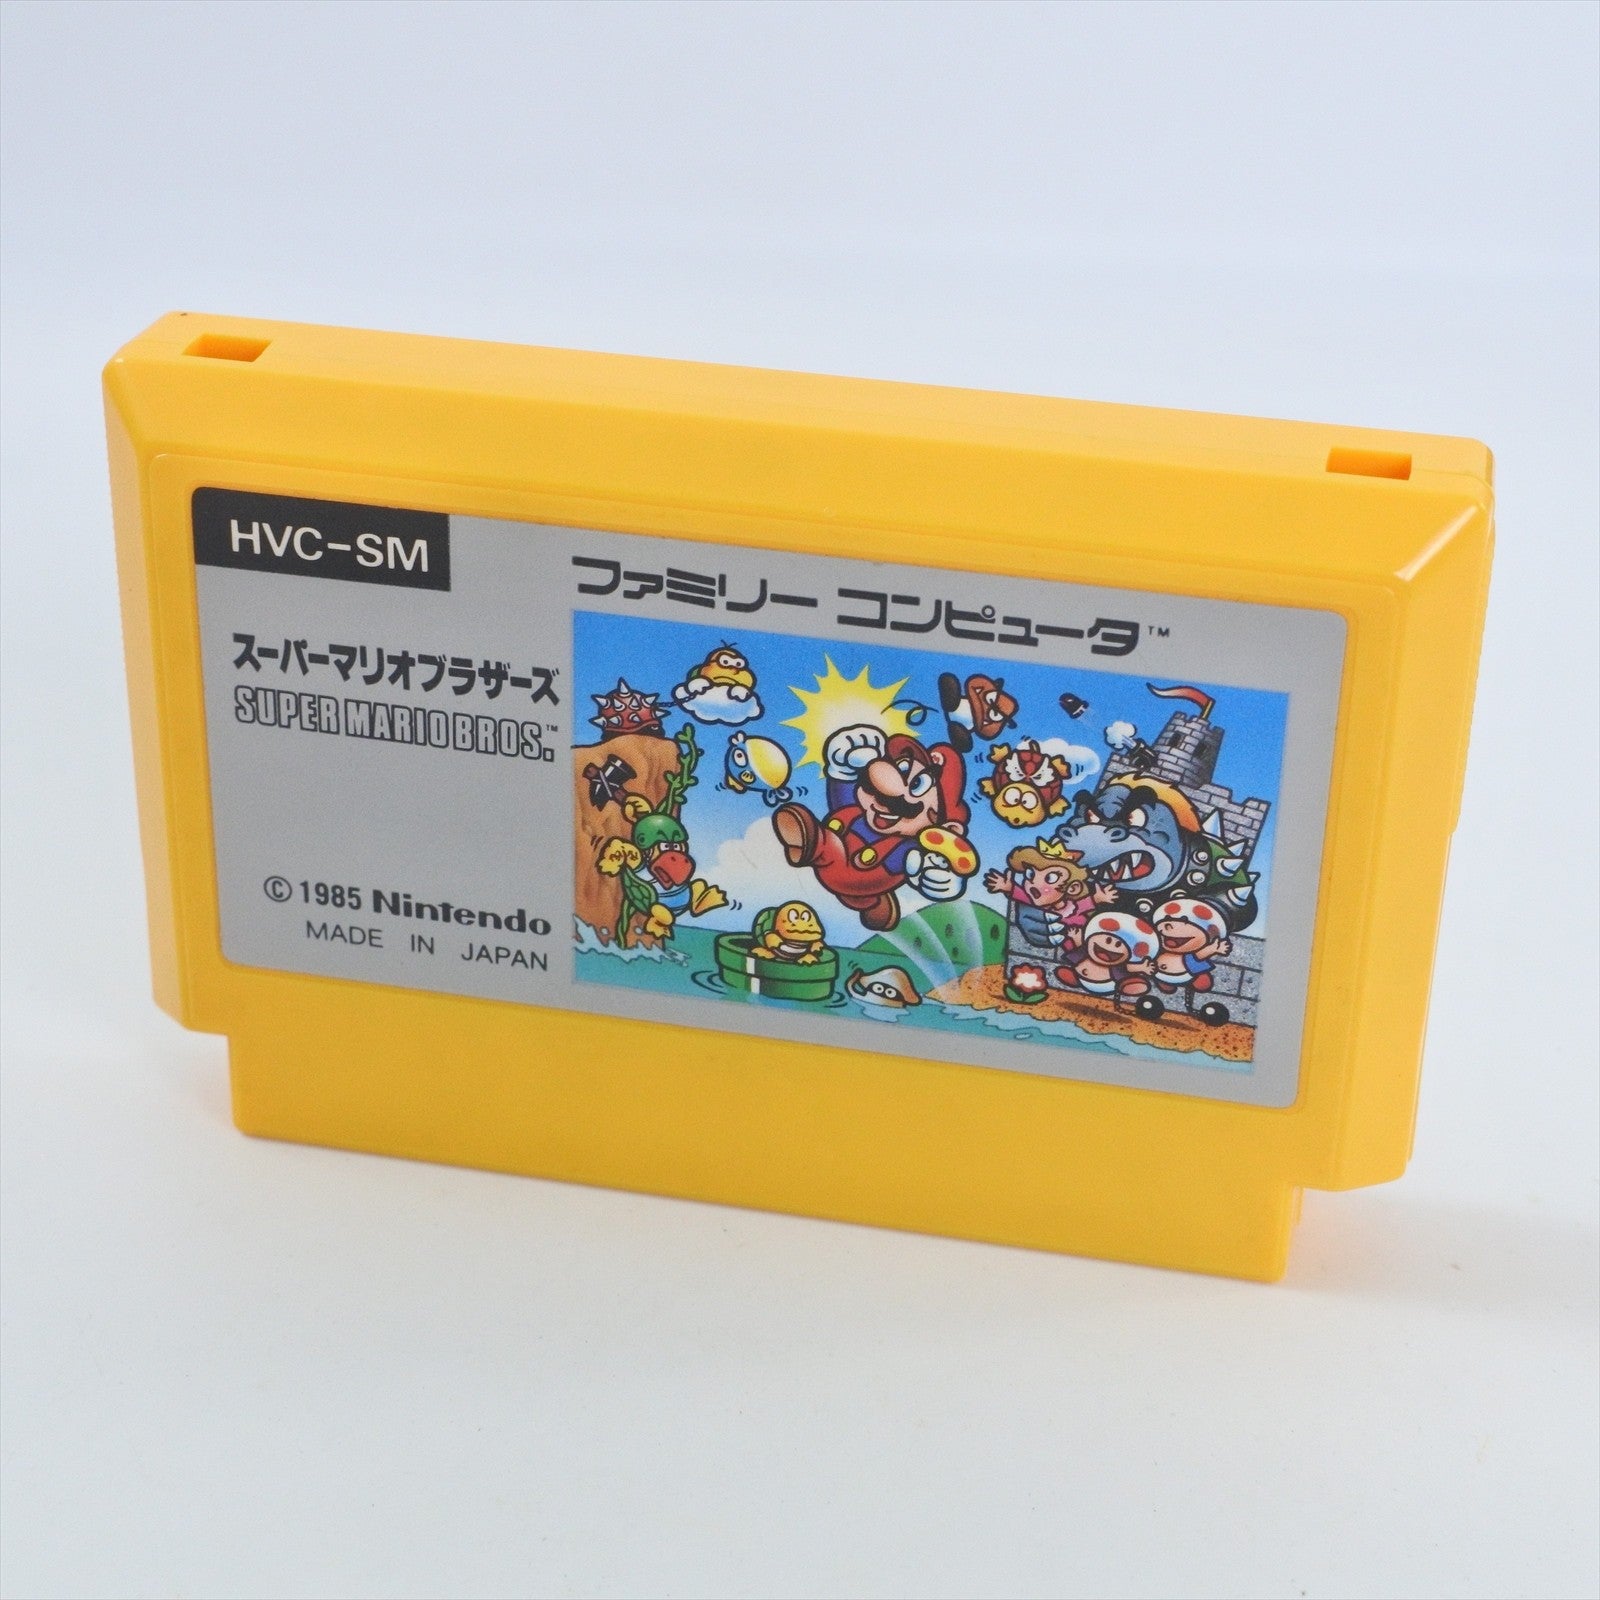 HVC-SM
ファミリー コンピュータ™
スーパーマリオブラザーズ
SUPER MARIO BROS.™
© 1985 Nintendo
MADE IN JAPAN